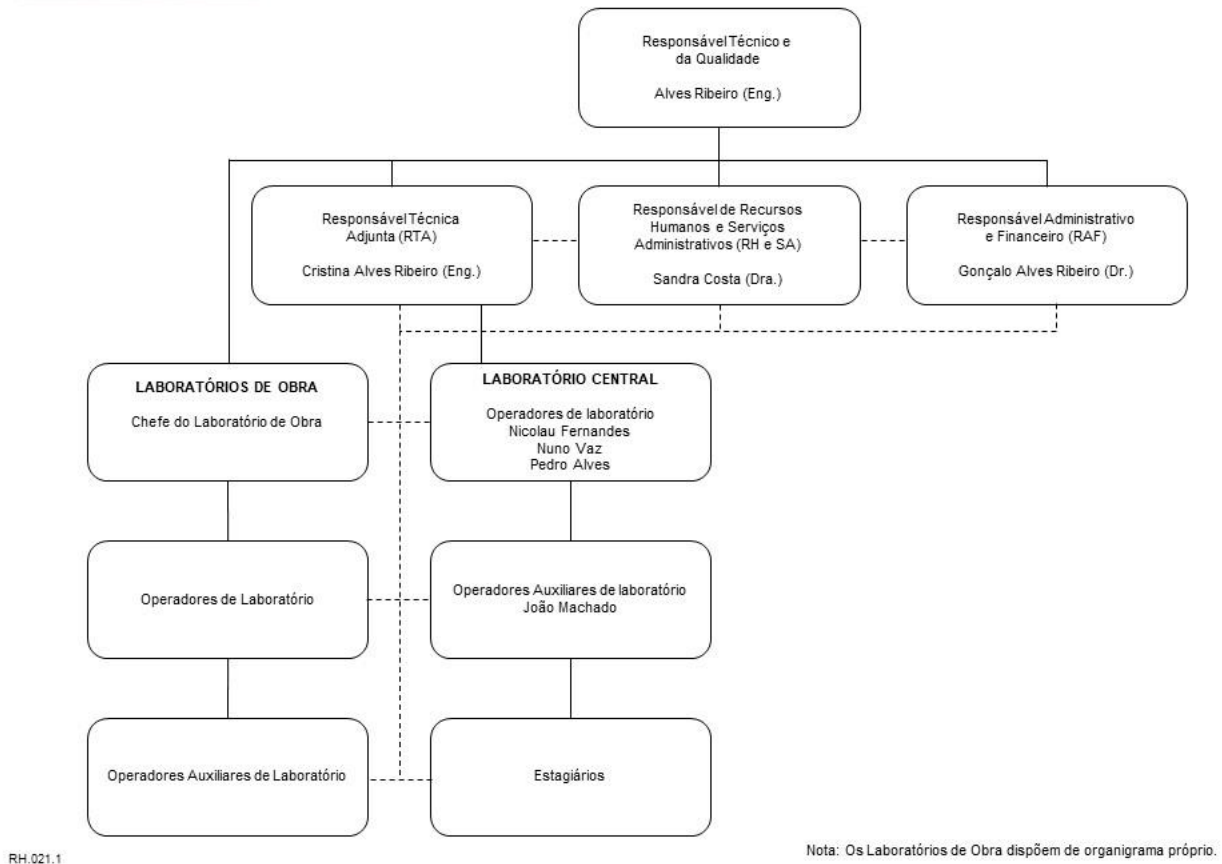 Responsável Técnico e
da Qualidade
Alves Ribeiro (Eng.)
Responsável Técnica
Adjunta (RTA)
Cristina Alves Ribeiro (Eng.)
Responsável de Recursos
Humanos e Serviços
Administrativos (RH e SA)
Sandra Costa (Dra.)
Responsável Administrativo
e Financeiro (RAF)
Gonçalo Alves Ribeiro (Dr.)
LABORATÓRIOS DE OBRA
Chefe do Laboratório de Obra
LABORATÓRIO CENTRAL
Operadores de laboratório
Nicolau Fernandes
Nuno Vaz
Pedro Alves
Operadores de Laboratório
Operadores Auxiliares de laboratório
João Machado
Operadores Auxiliares de Laboratório
Estagiários
RH.021.1
Nota: Os Laboratórios de Obra dispõem de organigrama próprio.